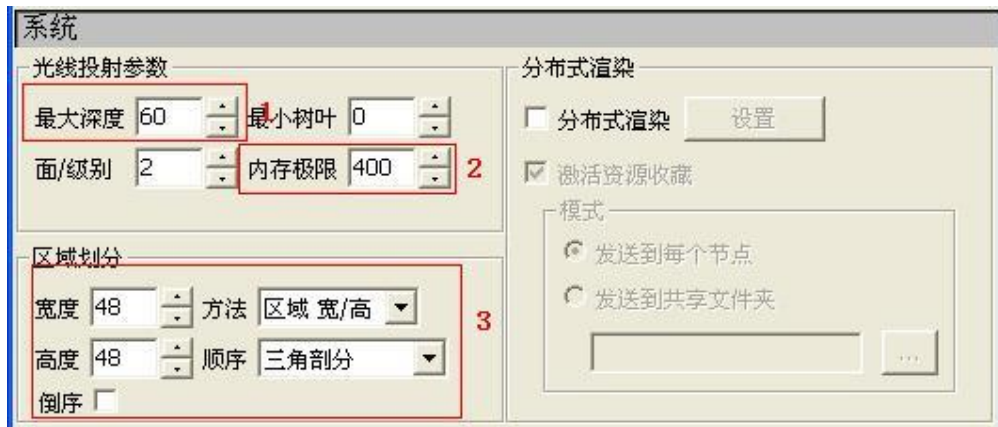 系统
光线投射参数
最大深度 60 1 最小树叶 0
面/级别 2 内存极限 400 2
区域划分
宽度 48 方法 区域 宽/高 3
高度 48 顺序 三角剖分
倒序
分布式渲染
分布式渲染 设置
激活资源收藏
模式
发送到每个节点
发送到共享文件夹
...